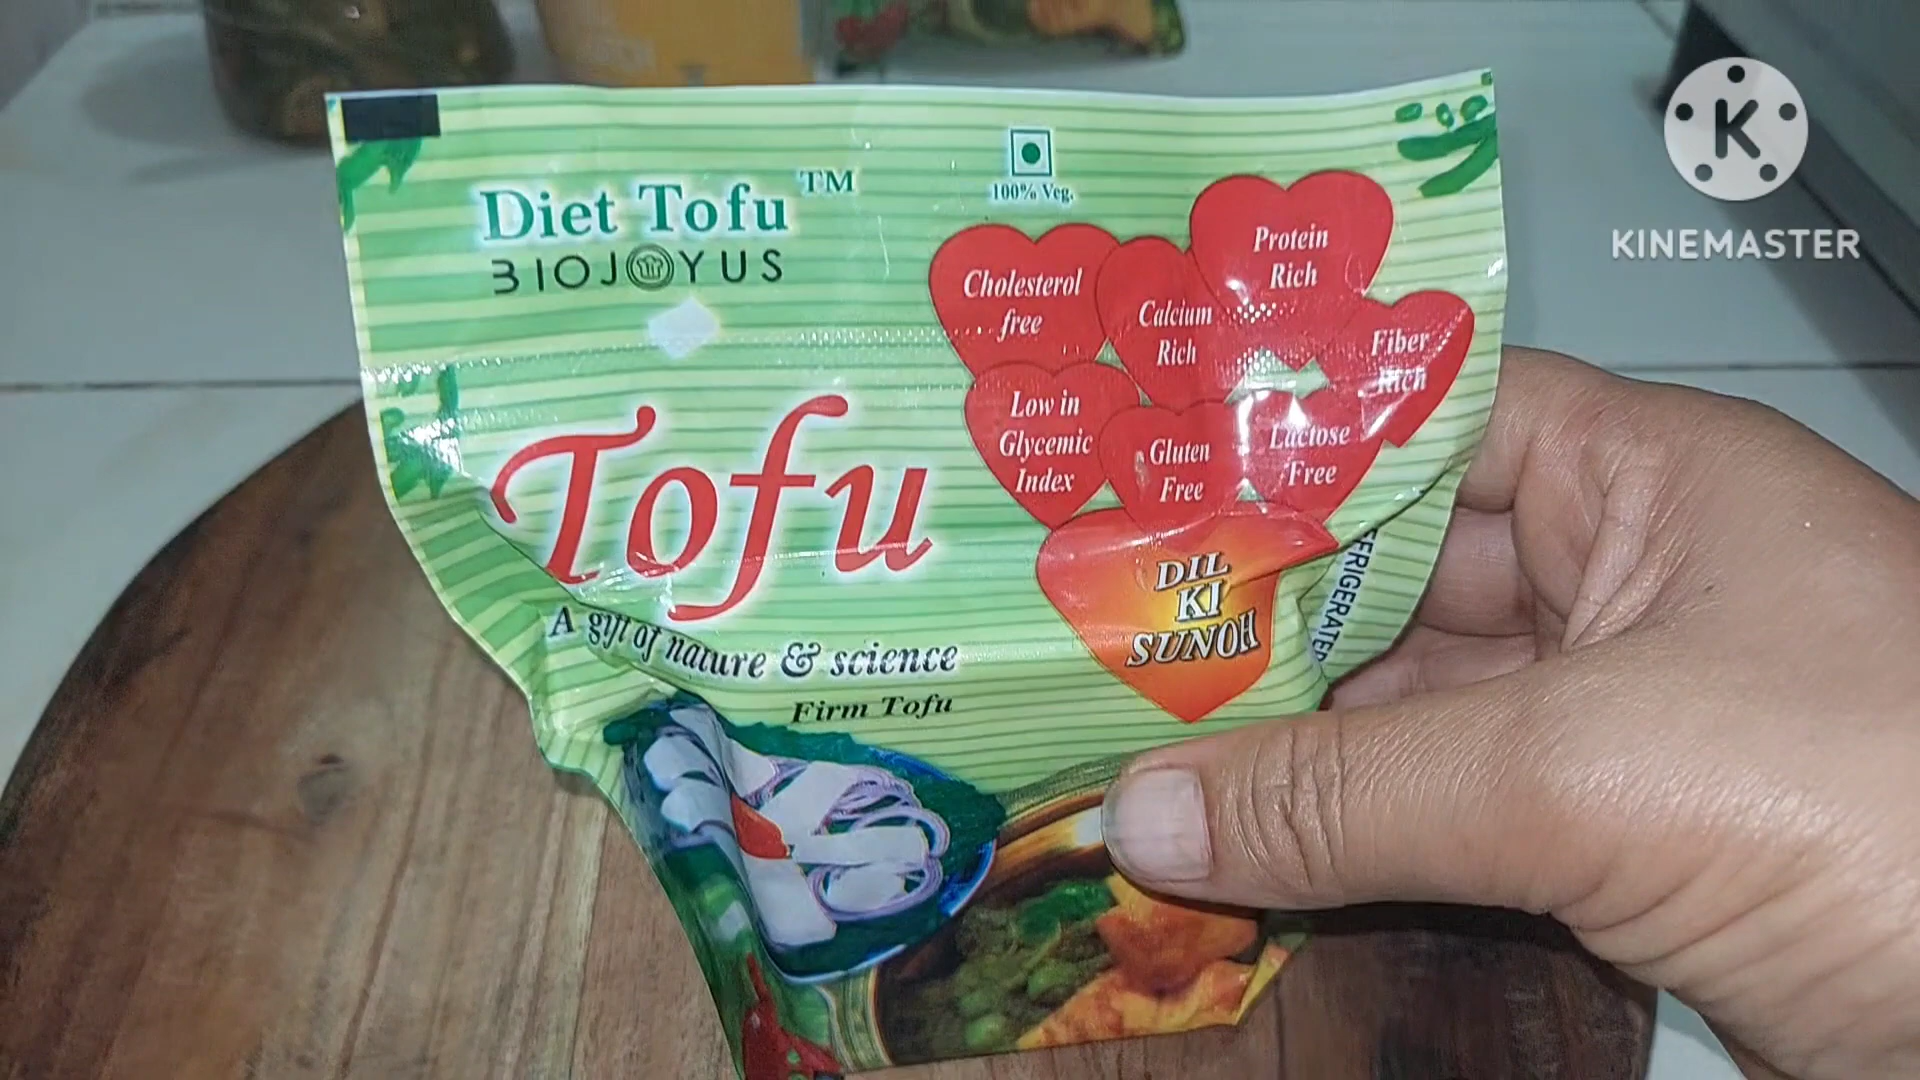 Diet Tofu™
BIOJOYUS
100% Veg.
Cholesterol
free
Calcium
Rich
Protein
Rich
Fiber
Rich
Low in
Glycemic
Index
Gluten
Free
Lactose
Free
Tofu
DIL
KI
SUNOH
A gift of nature & science
Firm Tofu
K
KINEMASTER